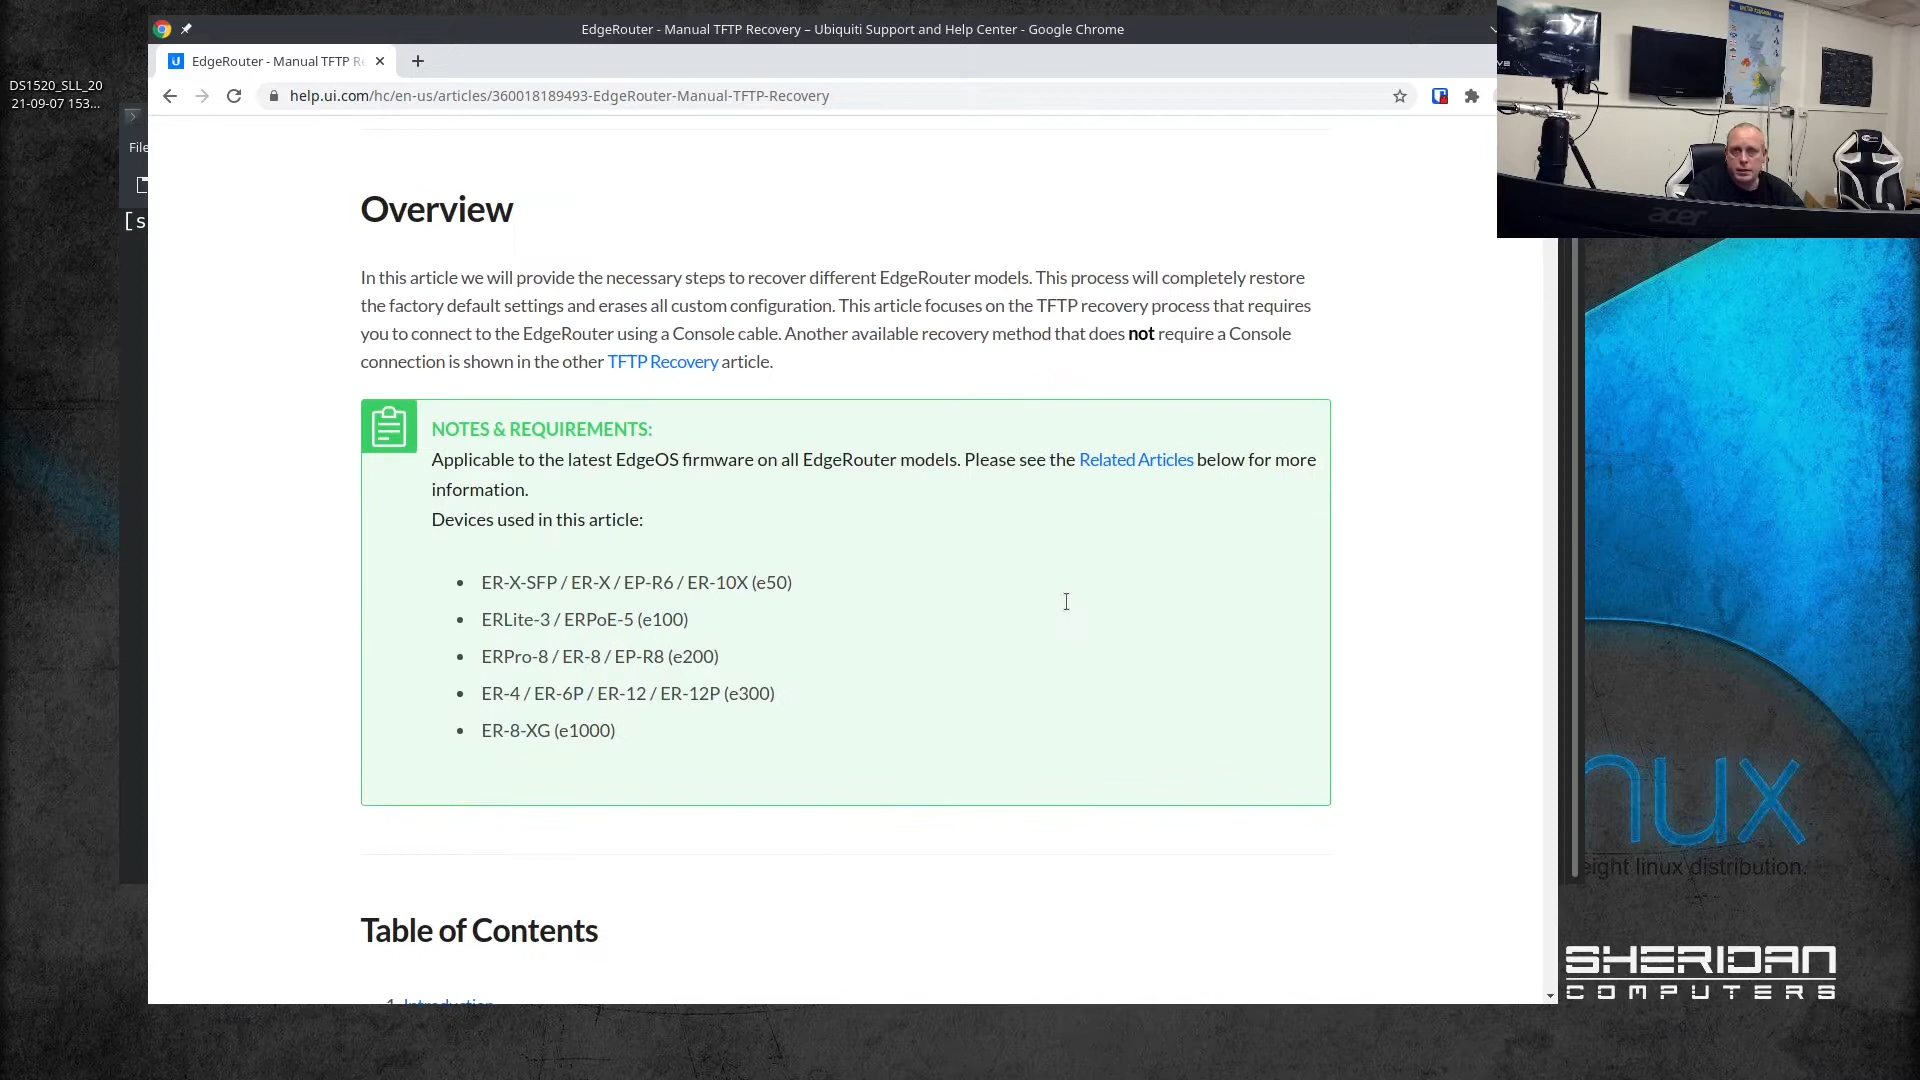 EdgeRouter - Manual TFTP Recovery – Ubiquiti Support and Help Center - Google Chrome
EdgeRouter - Manual TFTP Re
help.ui.com/hc/en-us/articles/360018189493-EdgeRouter-Manual-TFTP-Recovery
DS1520_SLL_20
21-09-07 153...
File
[s
Overview
In this article we will provide the necessary steps to recover different EdgeRouter models. This process will completely restore
the factory default settings and erases all custom configuration. This article focuses on the TFTP recovery process that requires
you to connect to the EdgeRouter using a Console cable. Another available recovery method that does not require a Console
connection is shown in the other TFTP Recovery article.
NOTES & REQUIREMENTS:
Applicable to the latest EdgeOS firmware on all EdgeRouter models. Please see the Related Articles below for more
information.
Devices used in this article:
• ER-X-SFP / ER-X / EP-R6 / ER-10X (e50)
• ERLite-3 / ERPoE-5 (e100)
• ERPro-8 / ER-8 / EP-R8 (e200)
• ER-4 / ER-6P / ER-12 / ER-12P (e300)
• ER-8-XG (e1000)
Table of Contents
1. Introduction
acer
nux
eight linux distribution.
SHERIDAN
COMPUTERS